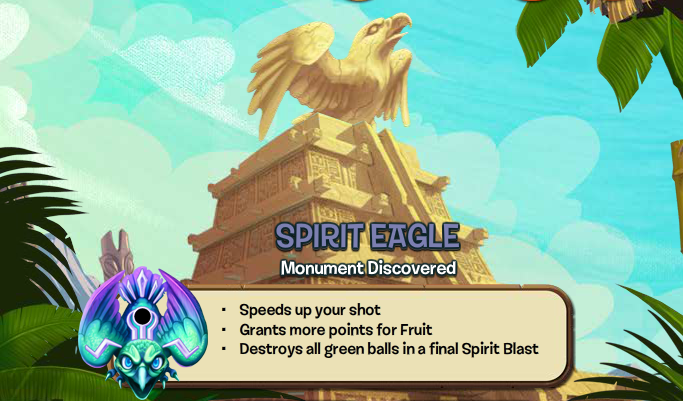 SPIRIT EAGLE
Monument Discovered
• Speeds up your shot
• Grants more points for Fruit
• Destroys all green balls in a final Spirit Blast